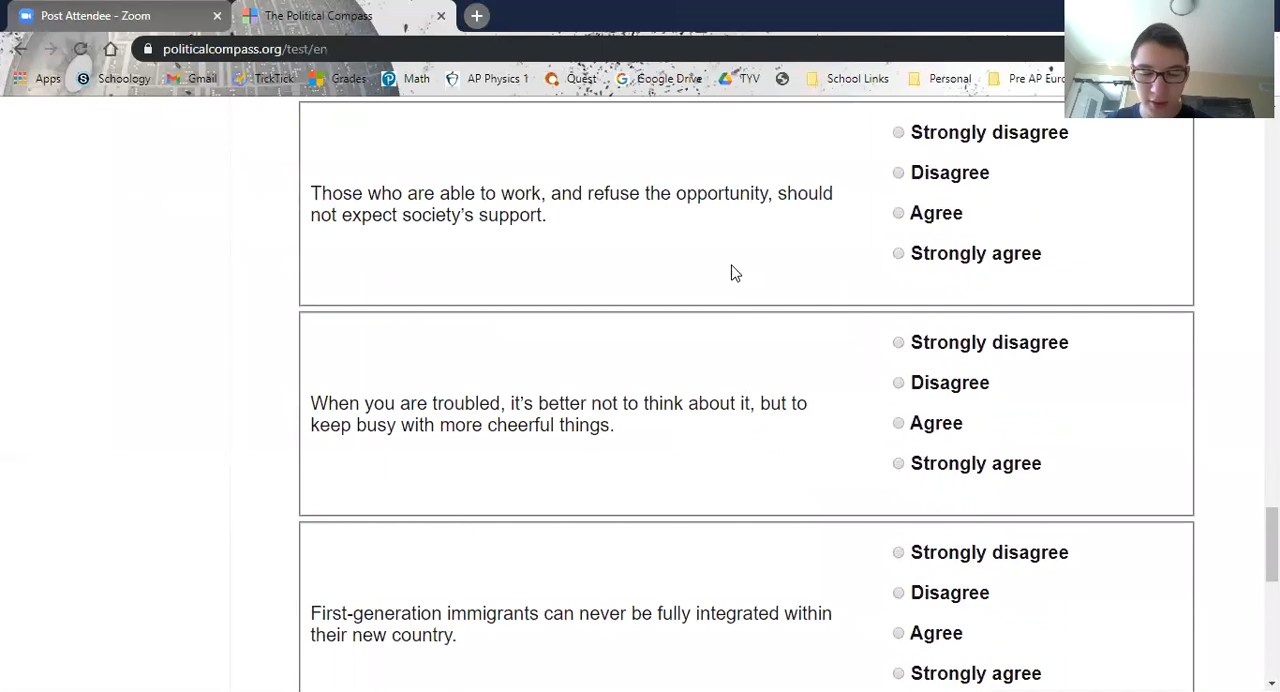 Post Attendee - Zoom
The Political Compass
politicalcompass.org/test/en
Apps
Schoology
Gmail
TickTick
Grades
Math
AP Physics 1
Quest
Google Drive
TYV
School Links
Personal
Pre AP Euro
Those who are able to work, and refuse the opportunity, should
not expect society's support.
Strongly disagree
Disagree
Agree
Strongly agree
When you are troubled, it's better not to think about it, but to
keep busy with more cheerful things.
Strongly disagree
Disagree
Agree
Strongly agree
First-generation immigrants can never be fully integrated within
their new country.
Strongly disagree
Disagree
Agree
Strongly agree